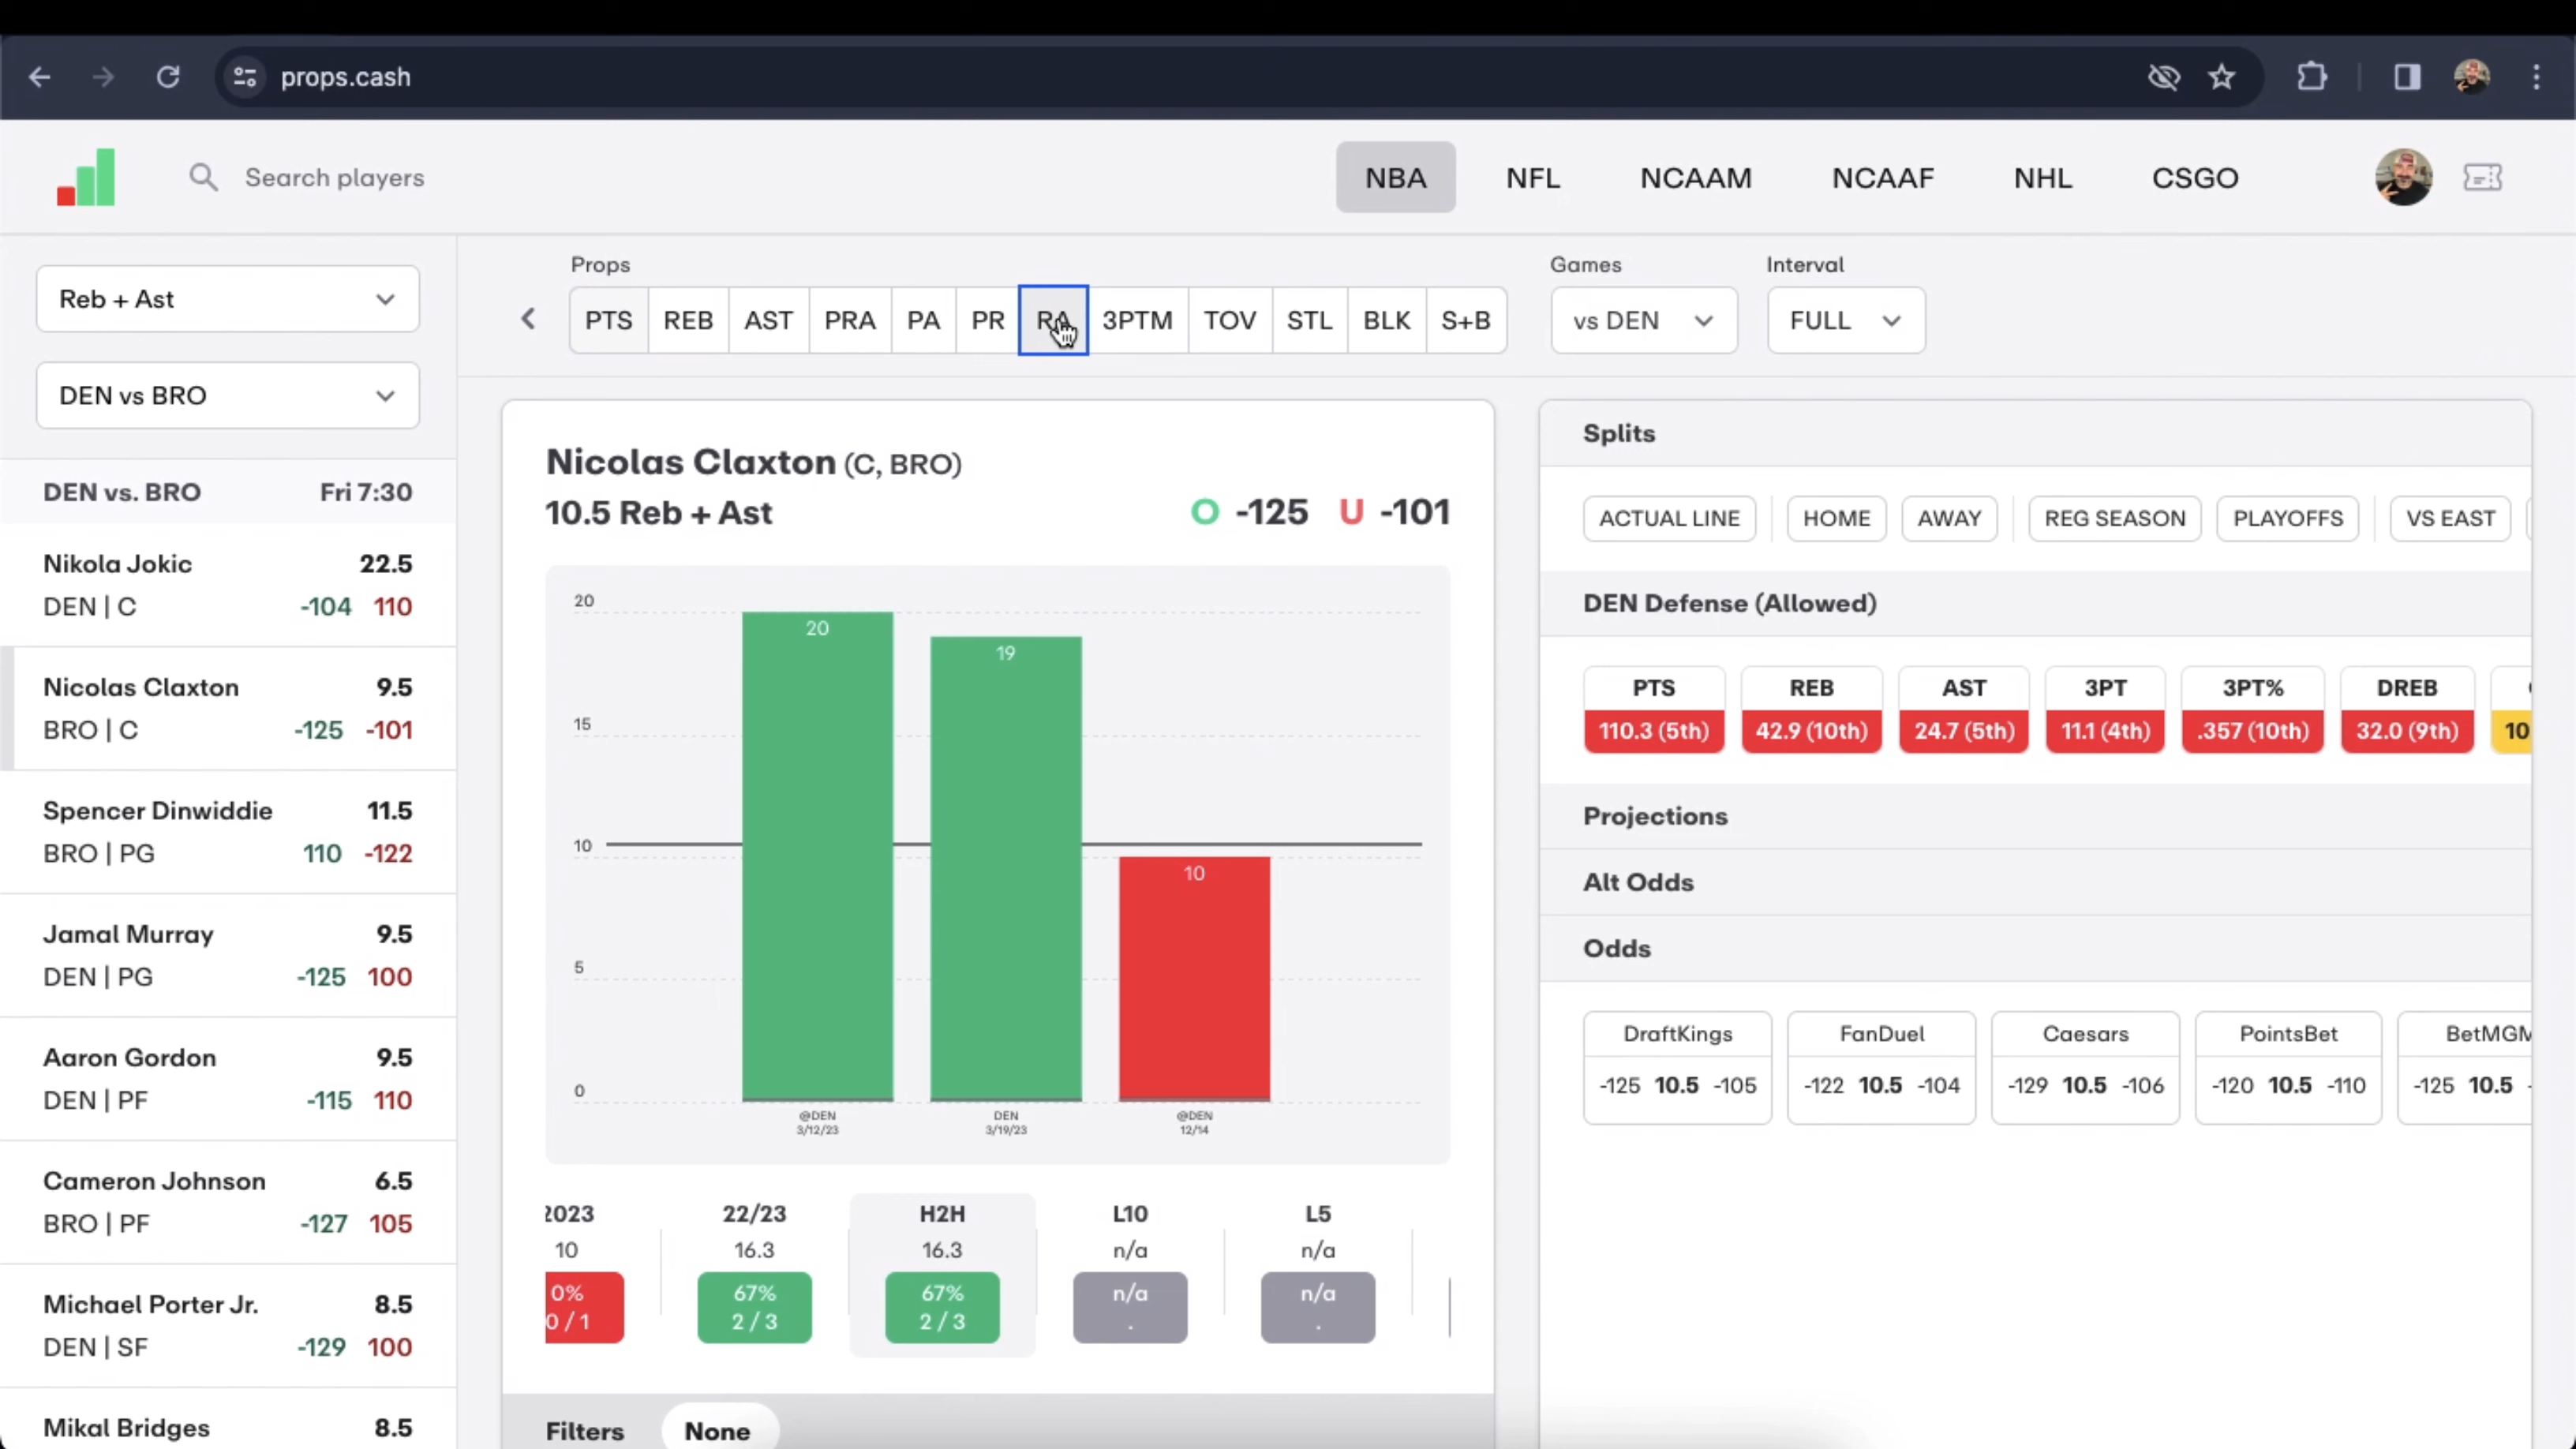 props.cash
Search players
NBA NFL NCAAM NCAAF NHL CSGO
Reb + Ast
DEN vs BRO
DEN vs. BRO Fri 7:30
Nikola Jokic 22.5
DEN | C -104 110
Nicolas Claxton 9.5
BRO | C -125 -101
Spencer Dinwiddie 11.5
BRO | PG 110 -122
Jamal Murray 9.5
DEN | PG -125 100
Aaron Gordon 9.5
DEN | PF -115 110
Cameron Johnson 6.5
BRO | PF -127 105
Michael Porter Jr. 8.5
DEN | SF -129 100
Mikal Bridges 8.5
Props
PTS REB AST PRA PA PR RA 3PTM TOV STL BLK S+B
Games
vs DEN
Interval
FULL
Nicolas Claxton (C, BRO)
10.5 Reb + Ast O -125 U -101
20
15
10
5
0
20
19
10
@DEN
3/12/23
DEN
3/19/23
@DEN
12/14
2023 22/23 H2H L10 L5
10 16.3 16.3 n/a n/a
0% 67% 67% n/a n/a
0 / 1 2 / 3 2 / 3 . .
Filters None
Splits
ACTUAL LINE HOME AWAY REG SEASON PLAYOFFS VS EAST
DEN Defense (Allowed)
PTS REB AST 3PT 3PT% DREB
110.3 (5th) 42.9 (10th) 24.7 (5th) 11.1 (4th) .357 (10th) 32.0 (9th) 10
Projections
Alt Odds
Odds
DraftKings FanDuel Caesars PointsBet BetMGM
-125 10.5 -105 -122 10.5 -104 -129 10.5 -106 -120 10.5 -110 -125 10.5 -